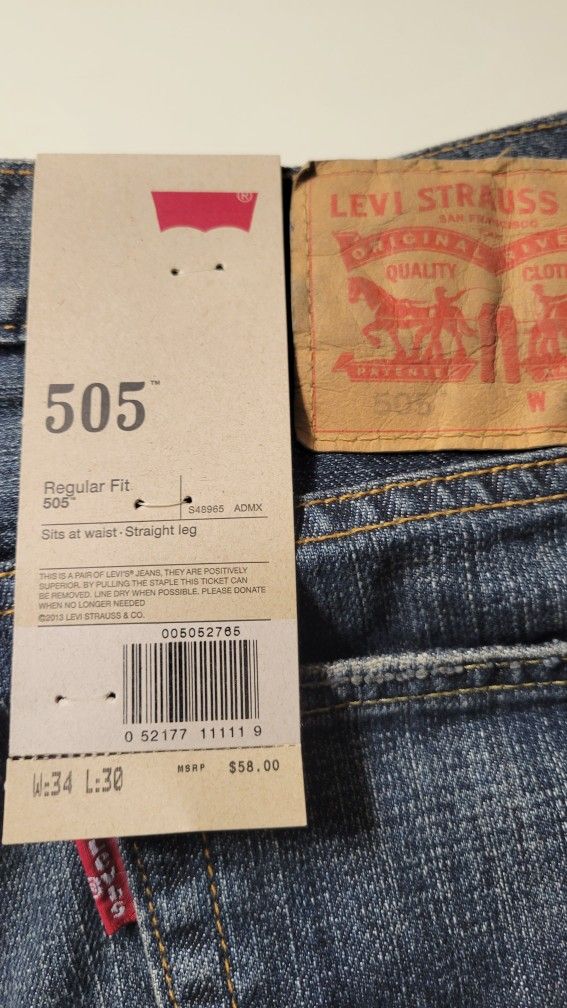 ®
505™
Regular Fit
505™
S48965 ADMX
Sits at waist · Straight leg
THIS IS A PAIR OF LEVI'S® JEANS, THEY ARE POSITIVELY
SUPERIOR. BY PULLING THE STAPLE THIS TICKET CAN
BE REMOVED. LINE DRY WHEN POSSIBLE. PLEASE DONATE
WHEN NO LONGER NEEDED
©2013 LEVI STRAUSS & CO.
005052765
0 52177 11111 9
W:34 L:30
MSRP $58.00
LEVI STRAUSS
SAN FRANCISCO
ORIGINAL RIVE
QUALITY CLOT
PATENTE
505
W
Levi's
®